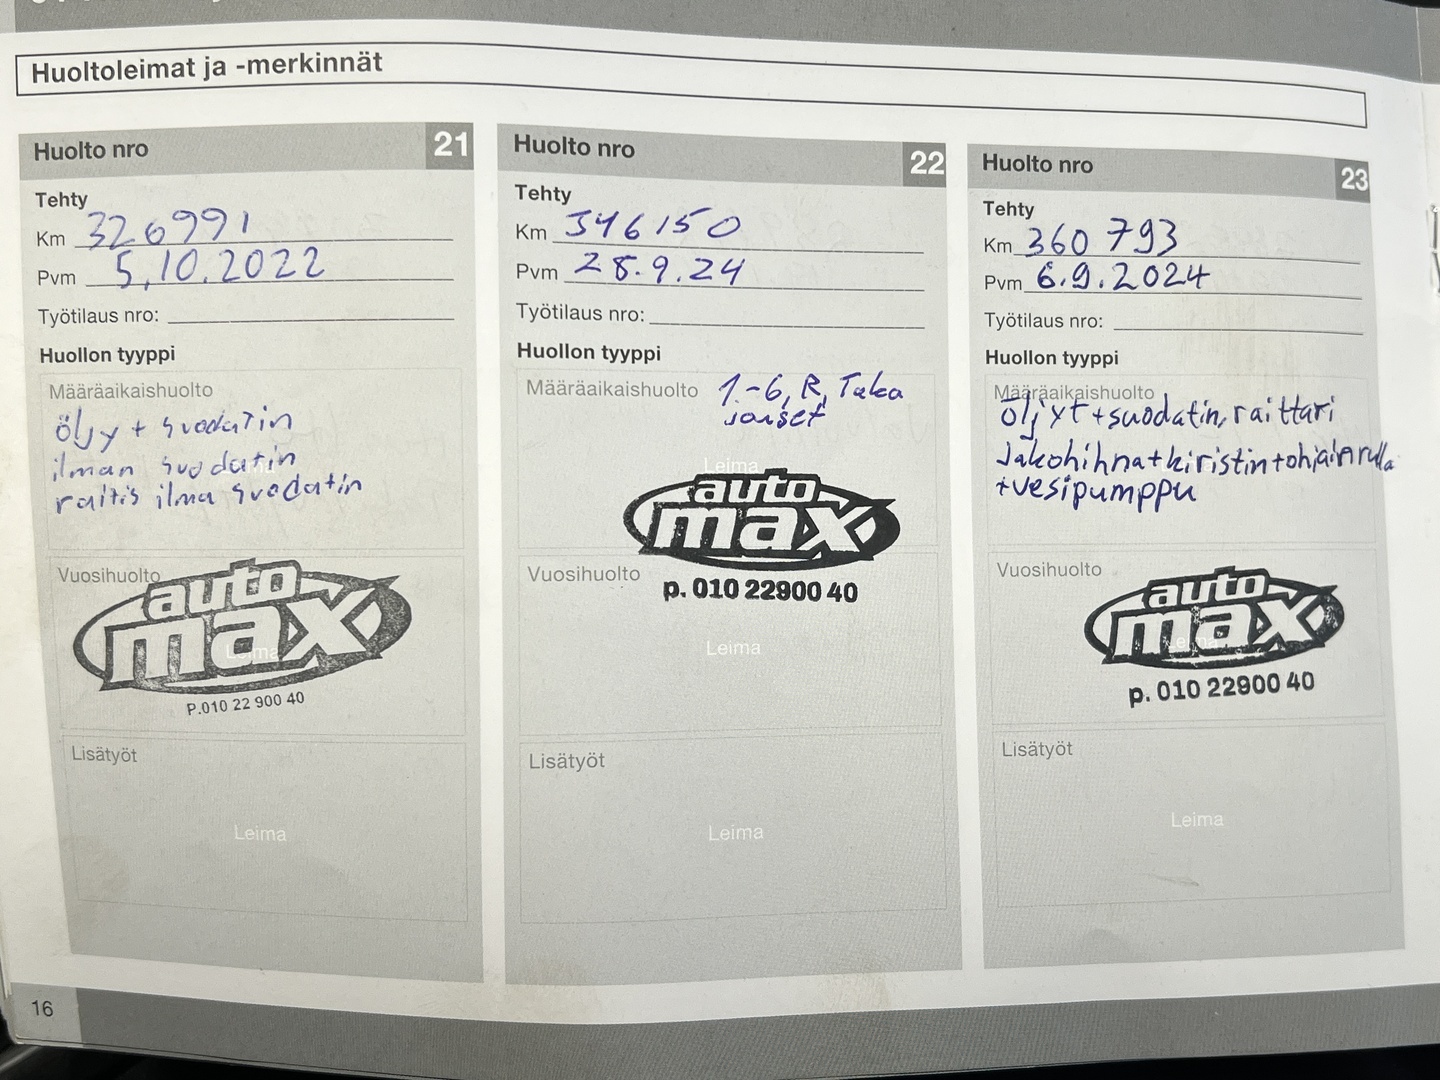 Huoltoleimat ja -merkinnät
Huolto nro 21
Tehty
Km 326991
Pvm 5.10.2022
Työtilaus nro:
Huollon tyyppi
Määräaikaishuolto
öljy + suodatin
ilman suodatin
raitis ilma suodatin
Leima
Vuosihuolto
auto
max
Leima
P.010 22 900 40
Lisätyöt
Leima
Huolto nro 22
Tehty
Km 346150
Pvm 28.9.24
Työtilaus nro:
Huollon tyyppi
Määräaikaishuolto 1-6, R, Taka
jouset
Leima
auto
max
Vuosihuolto
p. 010 22900 40
Leima
Lisätyöt
Leima
Huolto nro 23
Tehty
Km 360 793
Pvm 6.9.2024
Työtilaus nro:
Huollon tyyppi
Määräaikaishuolto
öljyt +suodatin, raittari
Jakohihna+kiristin+ohjainrulla
+vesipumppu
Vuosihuolto
auto
max
Leima
p. 010 22900 40
Lisätyöt
Leima
16